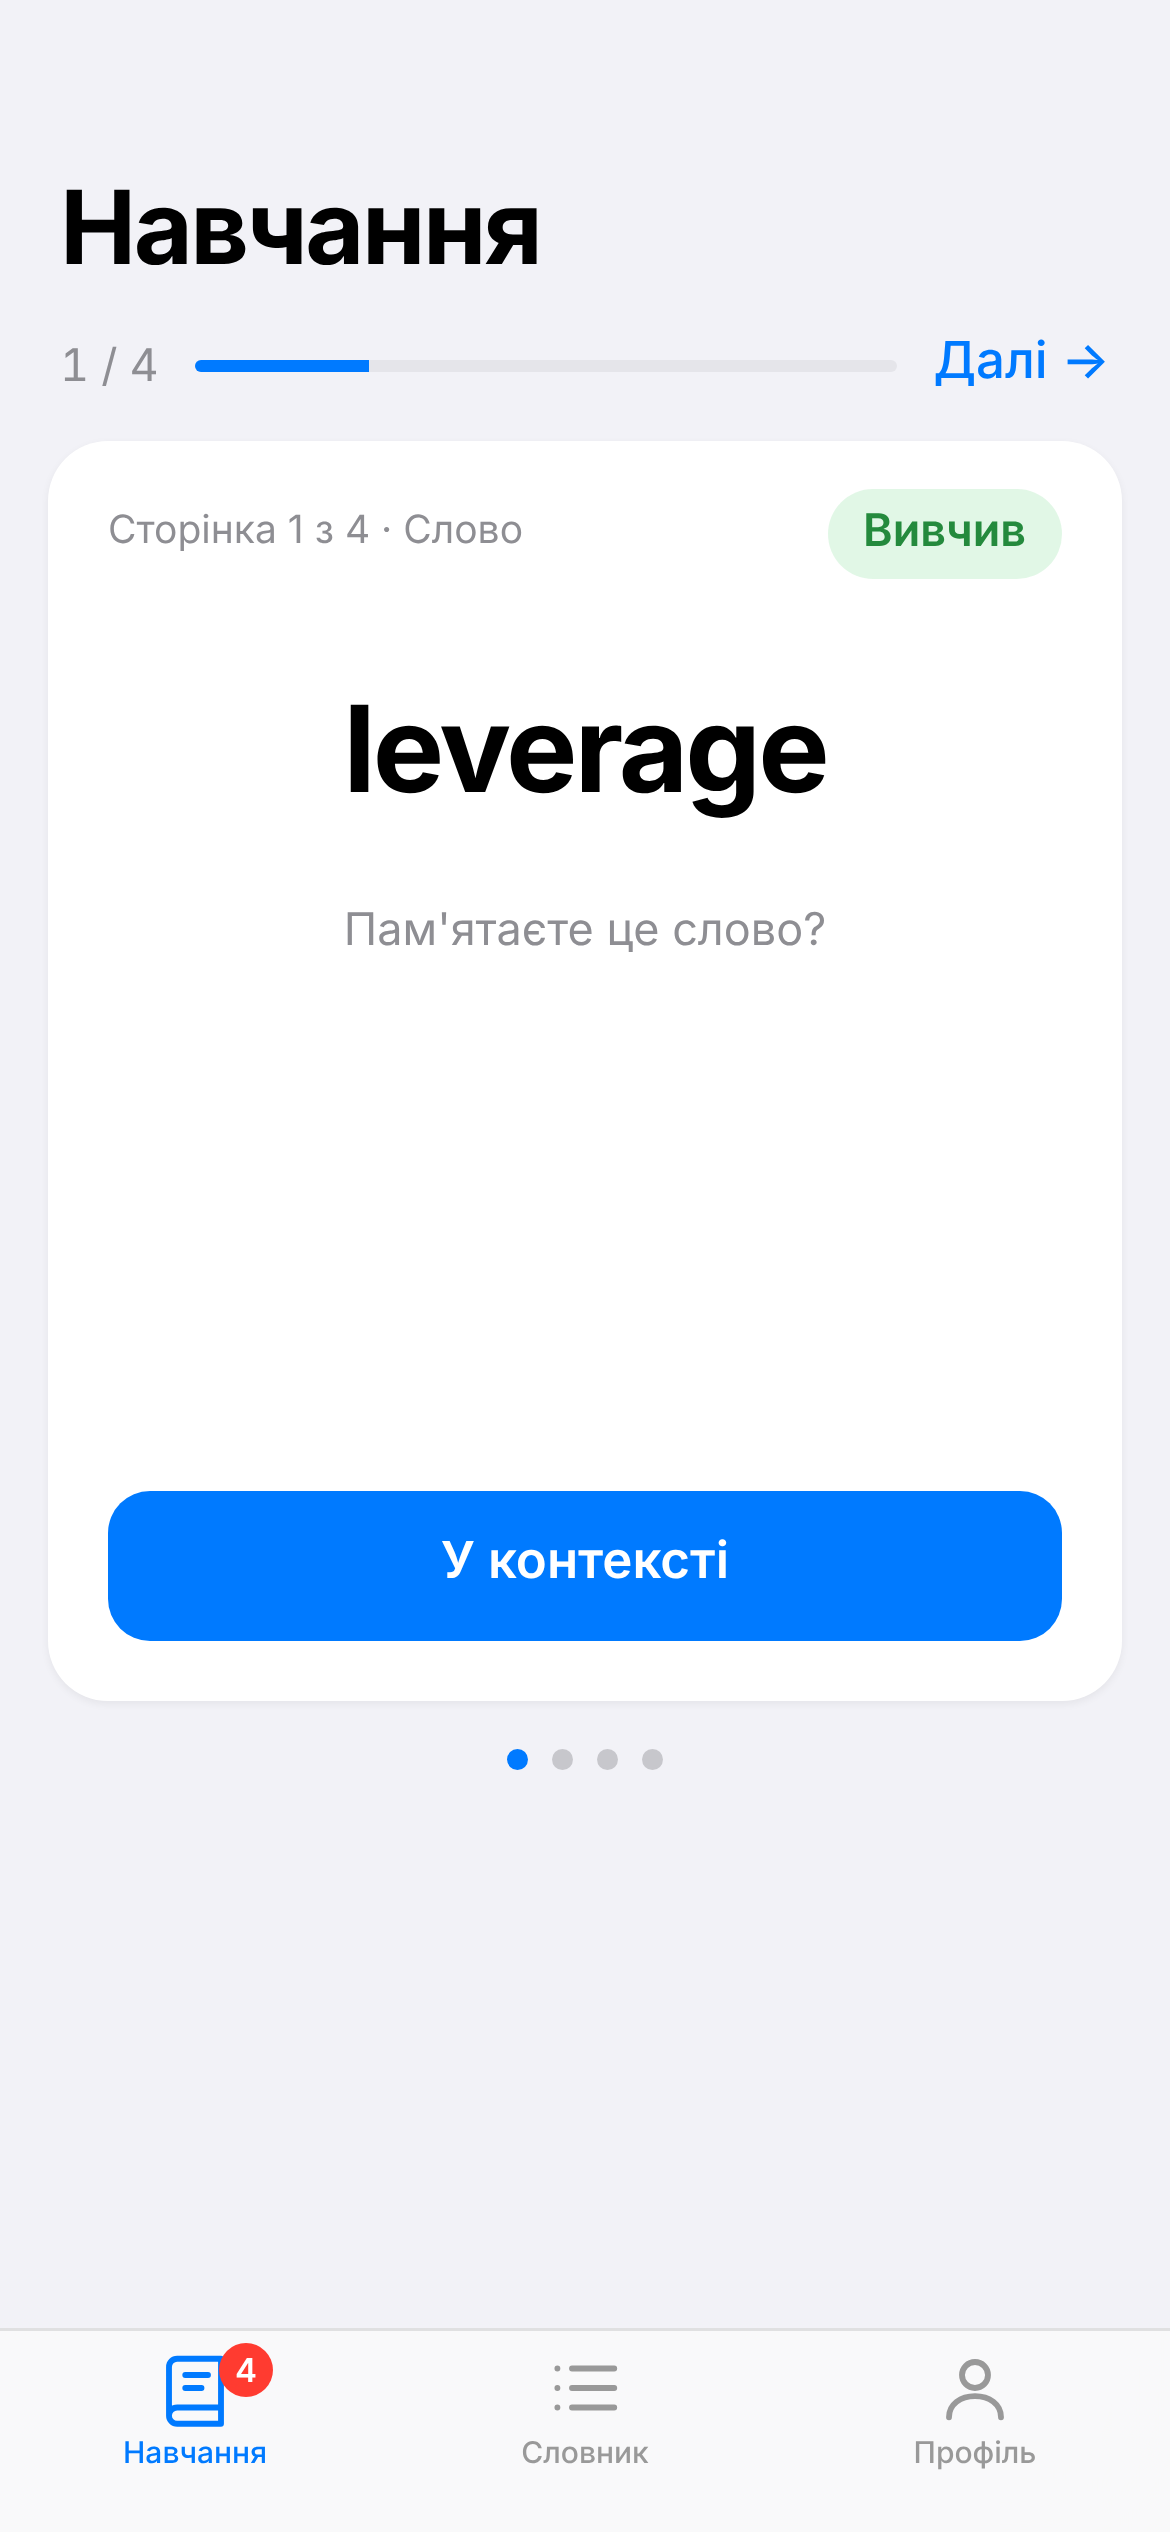 Навчання
1 / 4
Далі →
Сторінка 1 з 4 · Слово
Вивчив
leverage
Пам'ятаєте це слово?
У контексті
4
Навчання
Словник
Профіль